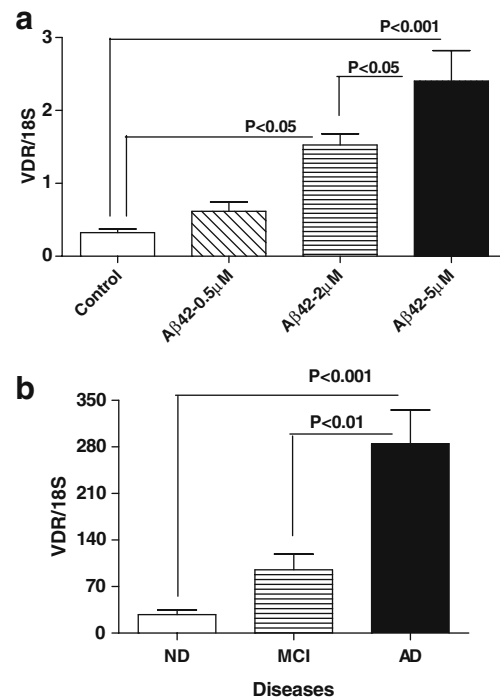 a
P<0.001
P<0.05
P<0.05
VDR/18S
3
2
1
0
Control
Aβ42-0.5μM
Aβ42-2μM
Aβ42-5μM
b
P<0.001
P<0.01
VDR/18S
350
280
210
140
70
0
ND MCI AD
Diseases